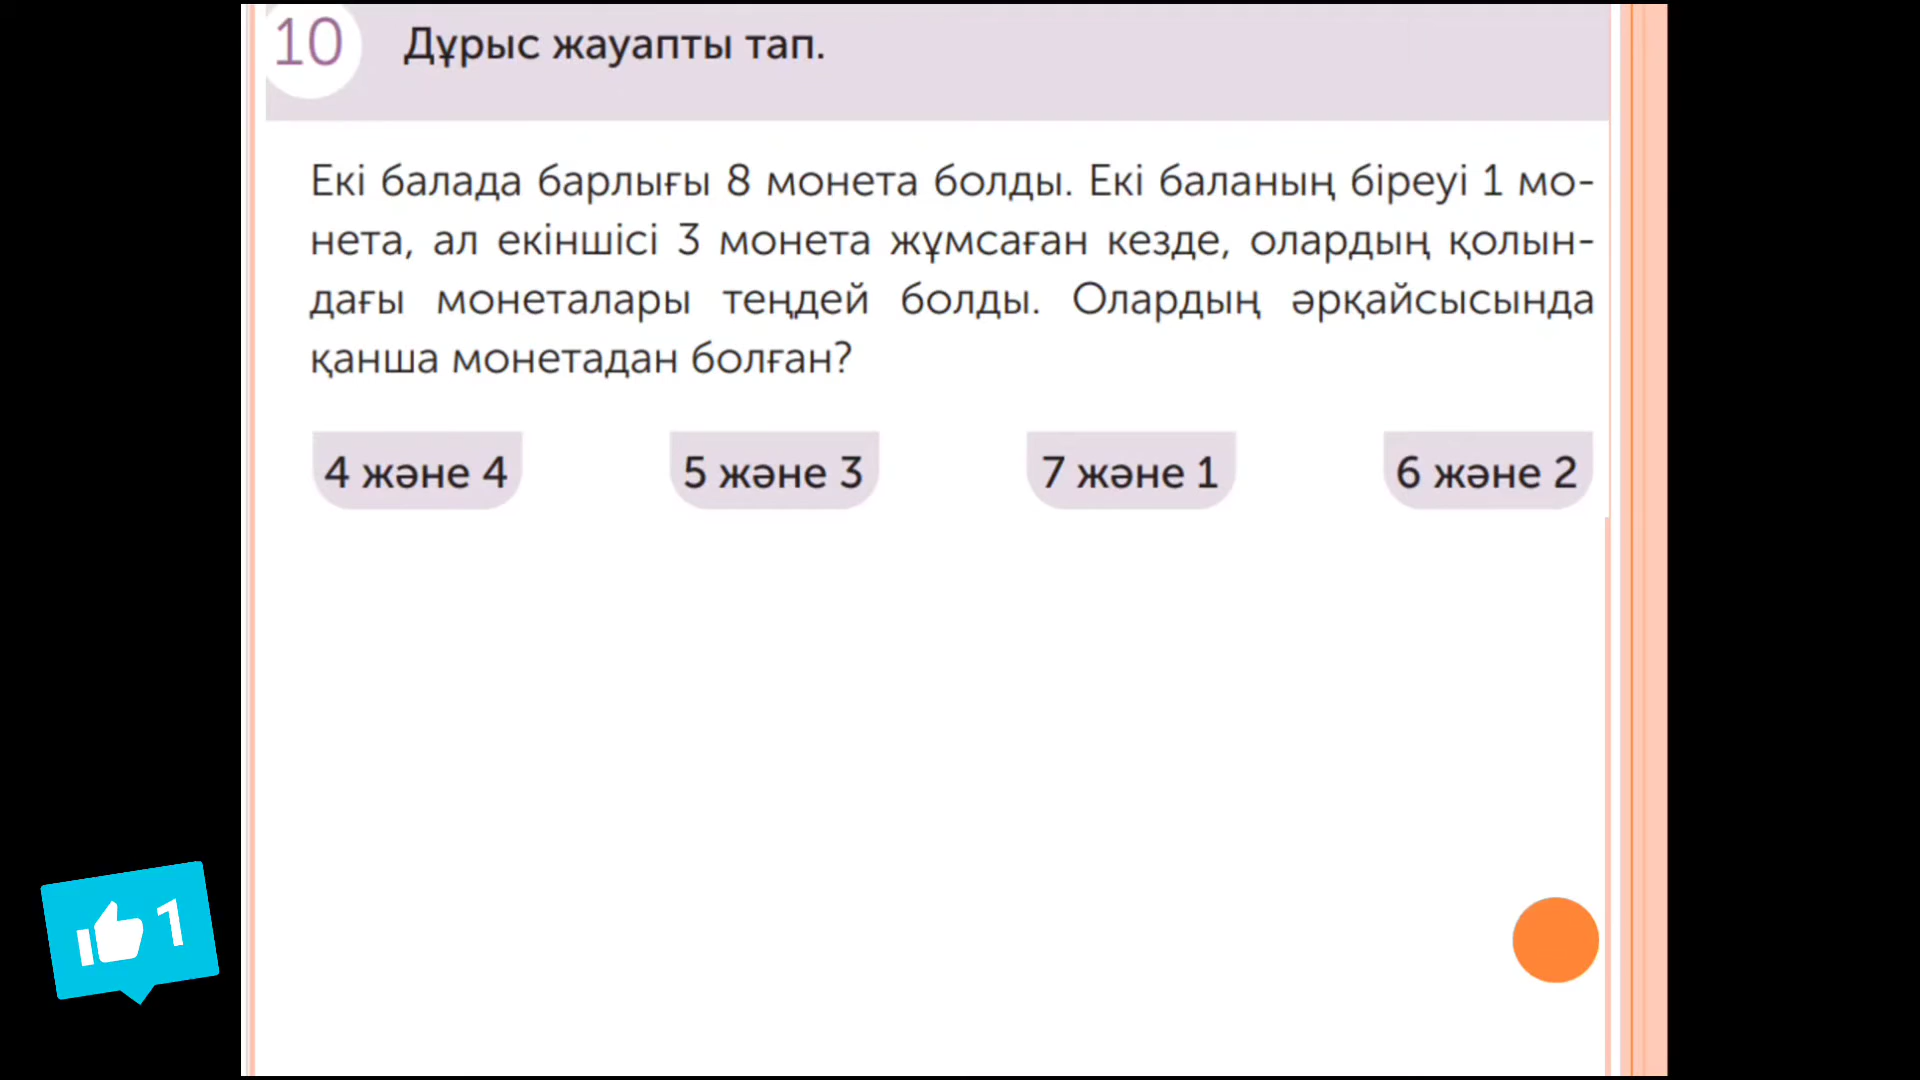 10 Дұрыс жауапты тап.
Екі балада барлығы 8 монета болды. Екі баланың біреуі 1 мо-
нета, ал екіншісі 3 монета жұмсаған кезде, олардың қолын-
дағы монеталары теңдей болды. Олардың әрқайсысында
қанша монетадан болған?
4 және 4 5 және 3 7 және 1 6 және 2
1